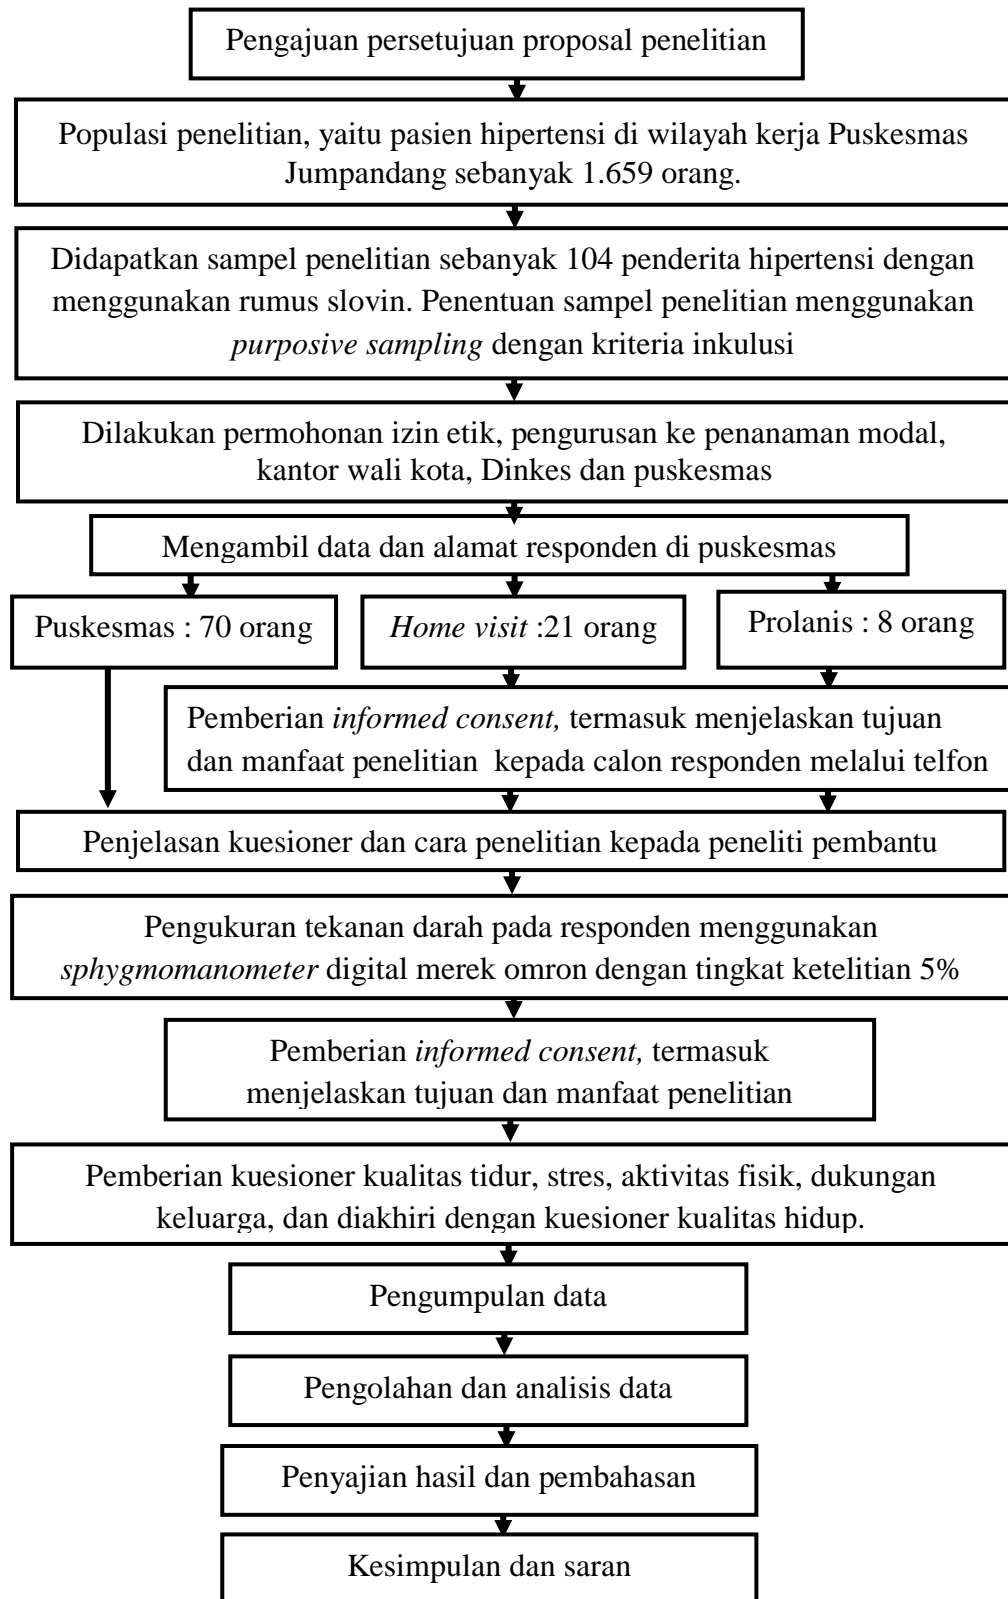 Pengajuan persetujuan proposal penelitian
Populasi penelitian, yaitu pasien hipertensi di wilayah kerja Puskesmas
Jumpandang sebanyak 1.659 orang.
Didapatkan sampel penelitian sebanyak 104 penderita hipertensi dengan
menggunakan rumus slovin. Penentuan sampel penelitian menggunakan
purposive sampling dengan kriteria inkulusi
Dilakukan permohonan izin etik, pengurusan ke penanaman modal,
kantor wali kota, Dinkes dan puskesmas
Mengambil data dan alamat responden di puskesmas
Puskesmas : 70 orang
Home visit :21 orang
Prolanis : 8 orang
Pemberian informed consent, termasuk menjelaskan tujuan
dan manfaat penelitian kepada calon responden melalui telfon
Penjelasan kuesioner dan cara penelitian kepada peneliti pembantu
Pengukuran tekanan darah pada responden menggunakan
sphygmomanometer digital merek omron dengan tingkat ketelitian 5%
Pemberian informed consent, termasuk
menjelaskan tujuan dan manfaat penelitian
Pemberian kuesioner kualitas tidur, stres, aktivitas fisik, dukungan
keluarga, dan diakhiri dengan kuesioner kualitas hidup.
Pengumpulan data
Pengolahan dan analisis data
Penyajian hasil dan pembahasan
Kesimpulan dan saran